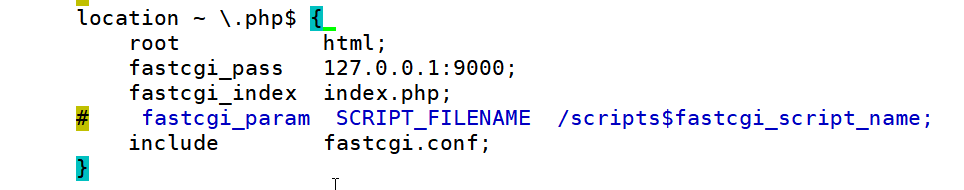 location ~ \.php$ {
root html;
fastcgi_pass 127.0.0.1:9000;
fastcgi_index index.php;
# fastcgi_param SCRIPT_FILENAME /scripts$fastcgi_script_name;
include fastcgi.conf;
}